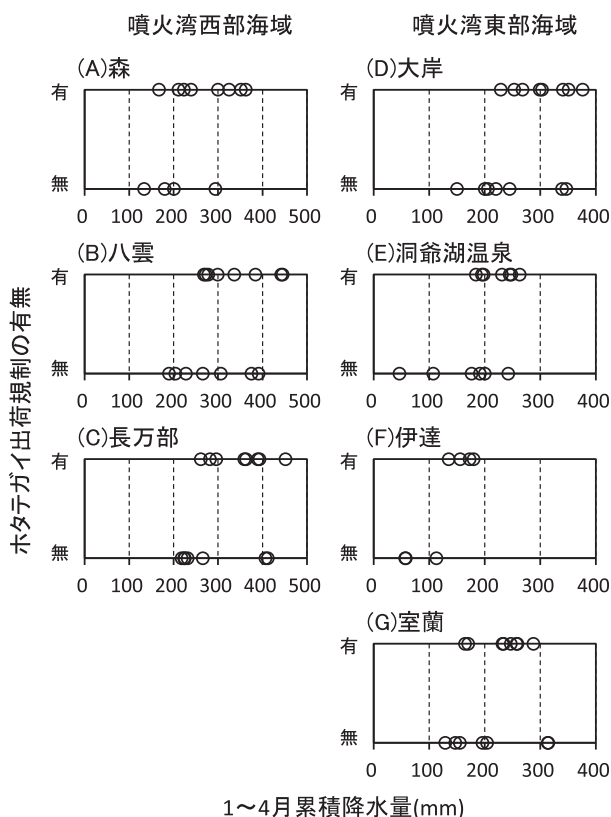 噴火湾西部海域
噴火湾東部海域
ホタテガイ出荷規制の有無
(A)森
有
無
0 100 200 300 400 500
(B)八雲
有
無
0 100 200 300 400 500
(C)長万部
有
無
0 100 200 300 400 500
(D)大岸
有
無
0 100 200 300 400
(E)洞爺湖温泉
有
無
0 100 200 300 400
(F)伊達
有
無
0 100 200 300 400
(G)室蘭
有
無
0 100 200 300 400
1〜4月累積降水量(mm)